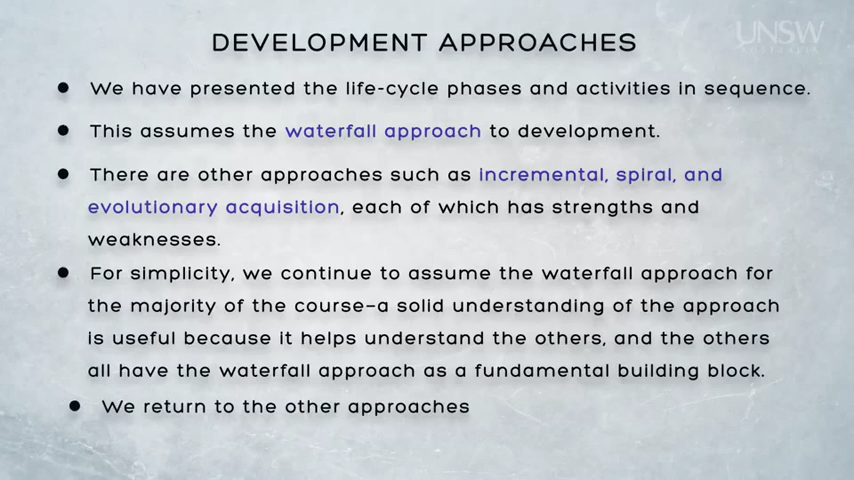 UNSW
AUSTRALIA
DEVELOPMENT APPROACHES
● We have presented the life-cycle phases and activities in sequence.
● This assumes the waterfall approach to development.
● There are other approaches such as incremental, spiral, and
evolutionary acquisition, each of which has strengths and
weaknesses.
● For simplicity, we continue to assume the waterfall approach for
the majority of the course–a solid understanding of the approach
is useful because it helps understand the others, and the others
all have the waterfall approach as a fundamental building block.
● We return to the other approaches